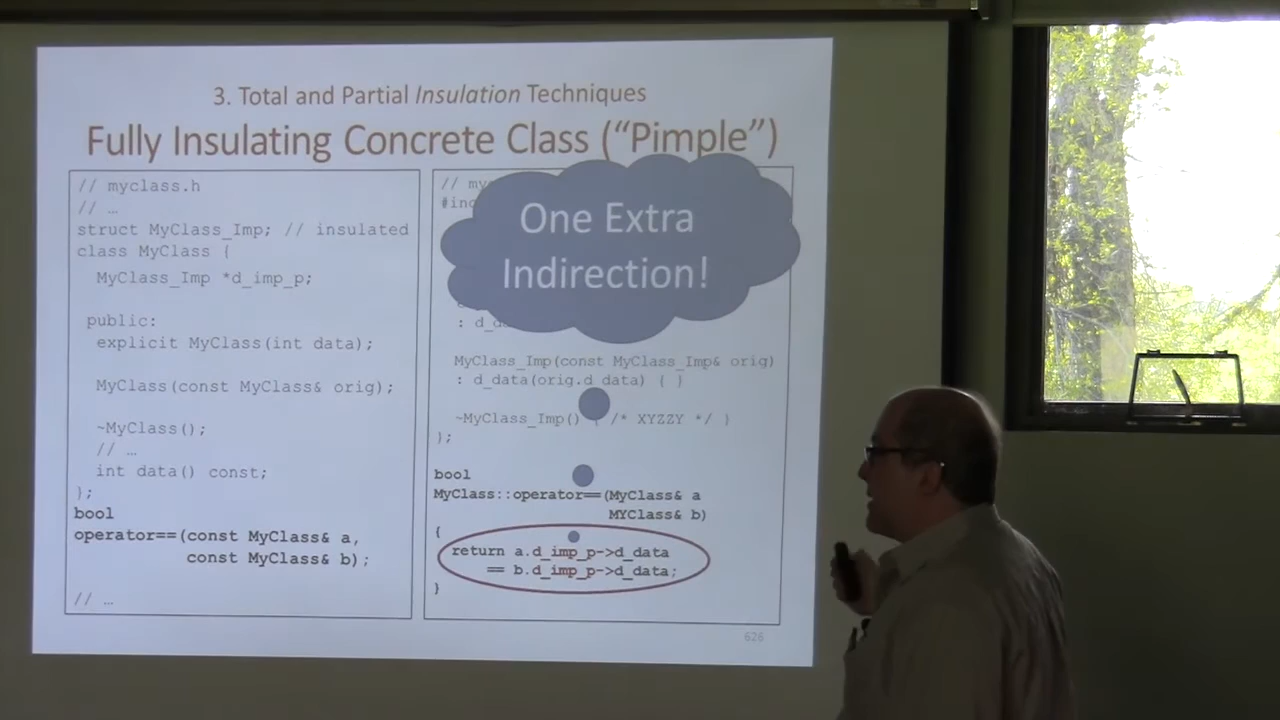 3. Total and Partial Insulation Techniques
Fully Insulating Concrete Class (“Pimple”)
// myclass.h
// …
struct MyClass_Imp; // insulated
class MyClass {
MyClass_Imp *d_imp_p;
public:
explicit MyClass(int data);
MyClass(const MyClass& orig);
~MyClass();
// …
int data() const;
};
bool
operator==(const MyClass& a,
const MyClass& b);
// …
//
One Extra
Indirection!
MyClass_Imp(const MyClass_Imp& orig)
: d_data(orig.d_data) { }
~MyClass_Imp() { /* XYZZY */ }
};
bool
MyClass::operator==(MyClass& a
MYClass& b)
{
return a.d_imp_p->d_data
== b.d_imp_p->d_data;
}
626